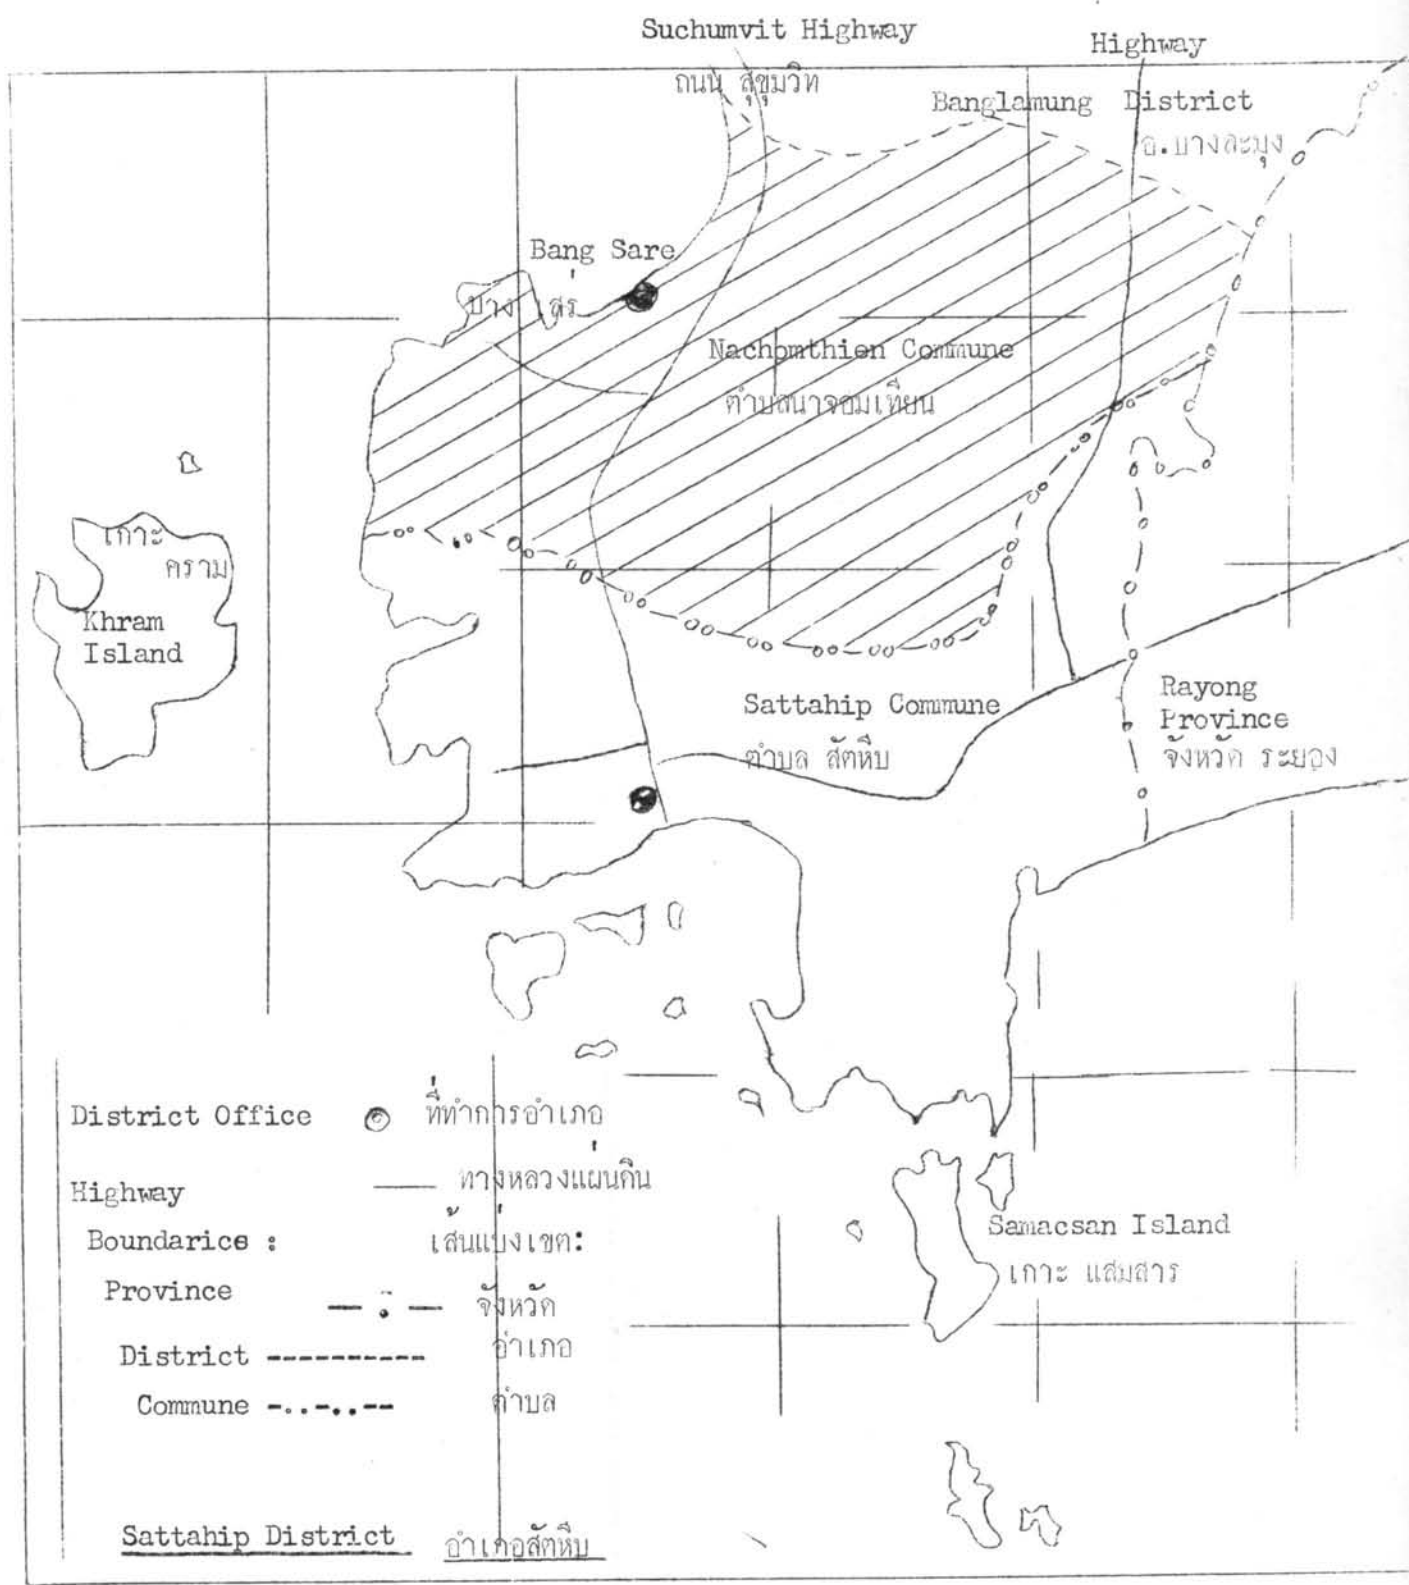 Suchumvit Highway
Highway
ถนน สุขุมวิท
Banglamung District
อ.บางละมุง
Bang Sare
บาง เสร่
Nachomthien Commune
ตำบลนาจอมเทียน
เกาะ
คราม
Khram
Island
Sattahip Commune
ตำบล สัตหีบ
Rayong
Province
จังหวัด ระยอง
District Office ที่ทำการอำเภอ
Highway ทางหลวงแผ่นดิน
Boundarice : เส้นแบ่งเขต:
Province จังหวัด
District อำเภอ
Commune ตำบล
Samacsan Island
เกาะ แสมสาร
Sattahip District อำเภอสัตหีบ